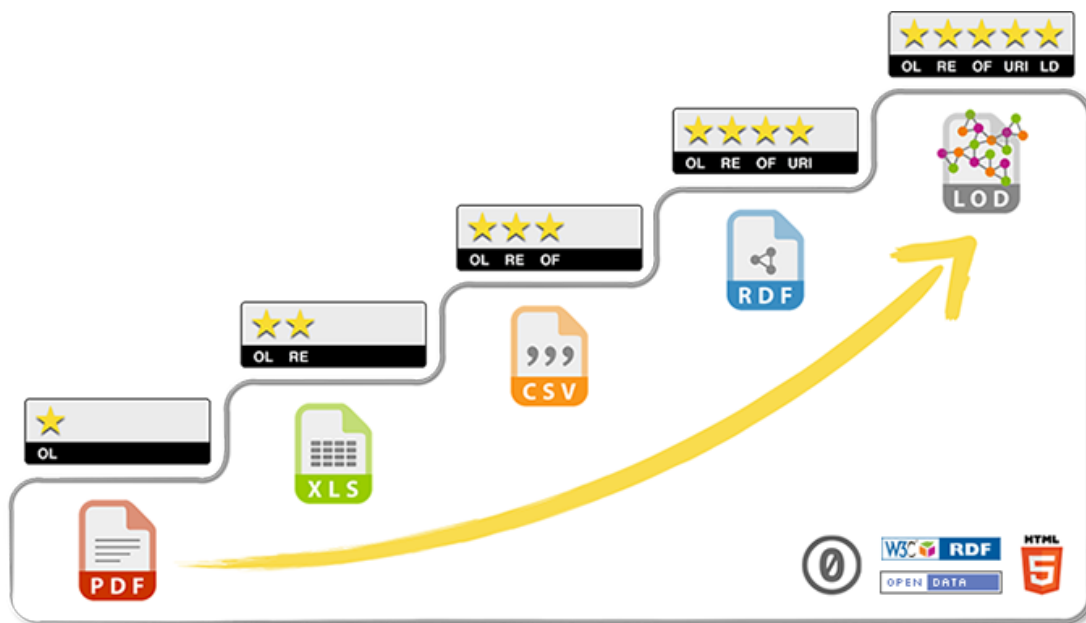 OL RE OF URI LD
LOD
OL RE OF URI
RDF
OL RE OF
,,,
CSV
OL RE
XLS
OL
PDF
0
W3C RDF
OPEN DATA
HTML
5